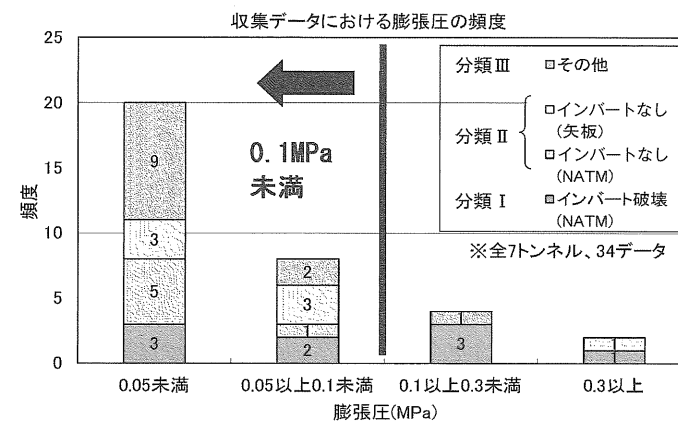 収集データにおける膨張圧の頻度
25
20
15
10
5
0
頻度
0.1MPa
未満
分類Ⅲ
その他
分類Ⅱ
インバートなし
(矢板)
インバートなし
(NATM)
分類Ⅰ
インバート破壊
(NATM)
※全7トンネル、34データ
9
3
5
3
2
3
1
2
1
3
1
1
0.05未満
0.05以上0.1未満
0.1以上0.3未満
0.3以上
膨張圧(MPa)